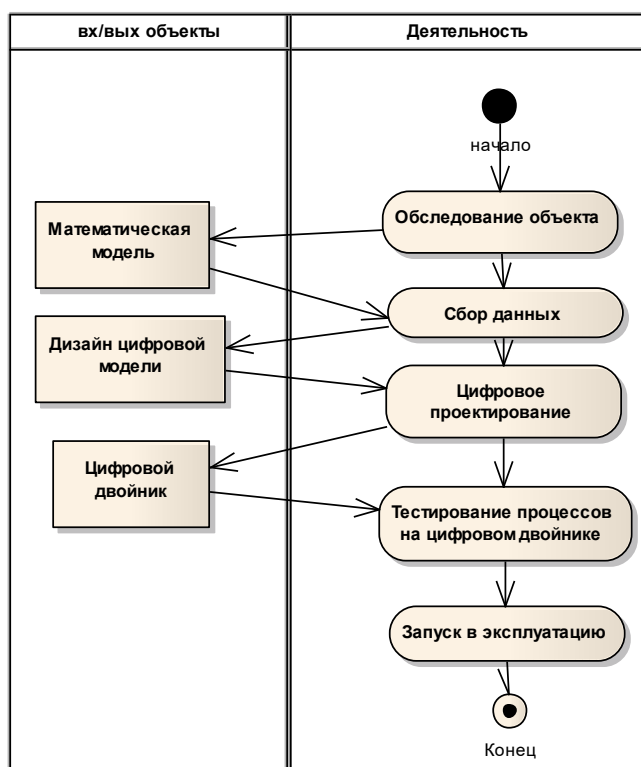 вх/вых объекты
Деятельность
начало
Обследование объекта
Математическая
модель
Сбор данных
Дизайн цифровой
модели
Цифровое
проектирование
Цифровой
двойник
Тестирование процессов
на цифровом двойнике
Запуск в эксплуатацию
Конец